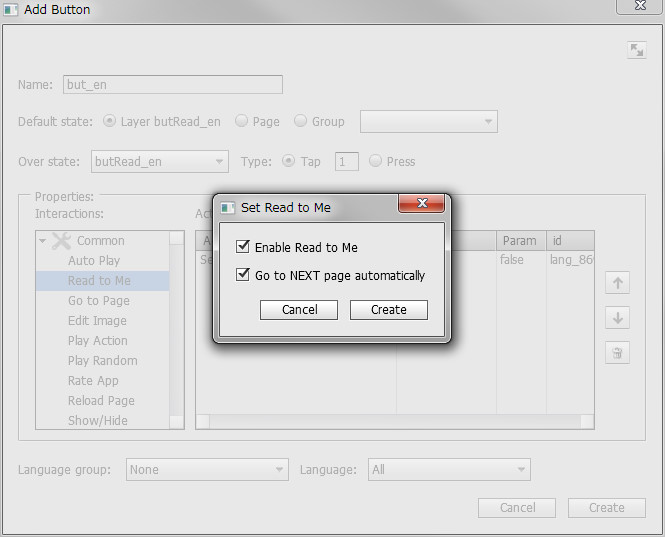 Add Button
Name: but_en
Default state: Layer butRead_en Page Group
Over state: butRead_en Type: Tap 1 Press
Properties:
Interactions:
Common
Auto Play
Read to Me
Go to Page
Edit Image
Play Action
Play Random
Rate App
Reload Page
Show/Hide
Param id
false
Set Read to Me
Enable Read to Me
Go to NEXT page automatically
Cancel Create
Language group: None Language: All
Cancel Create